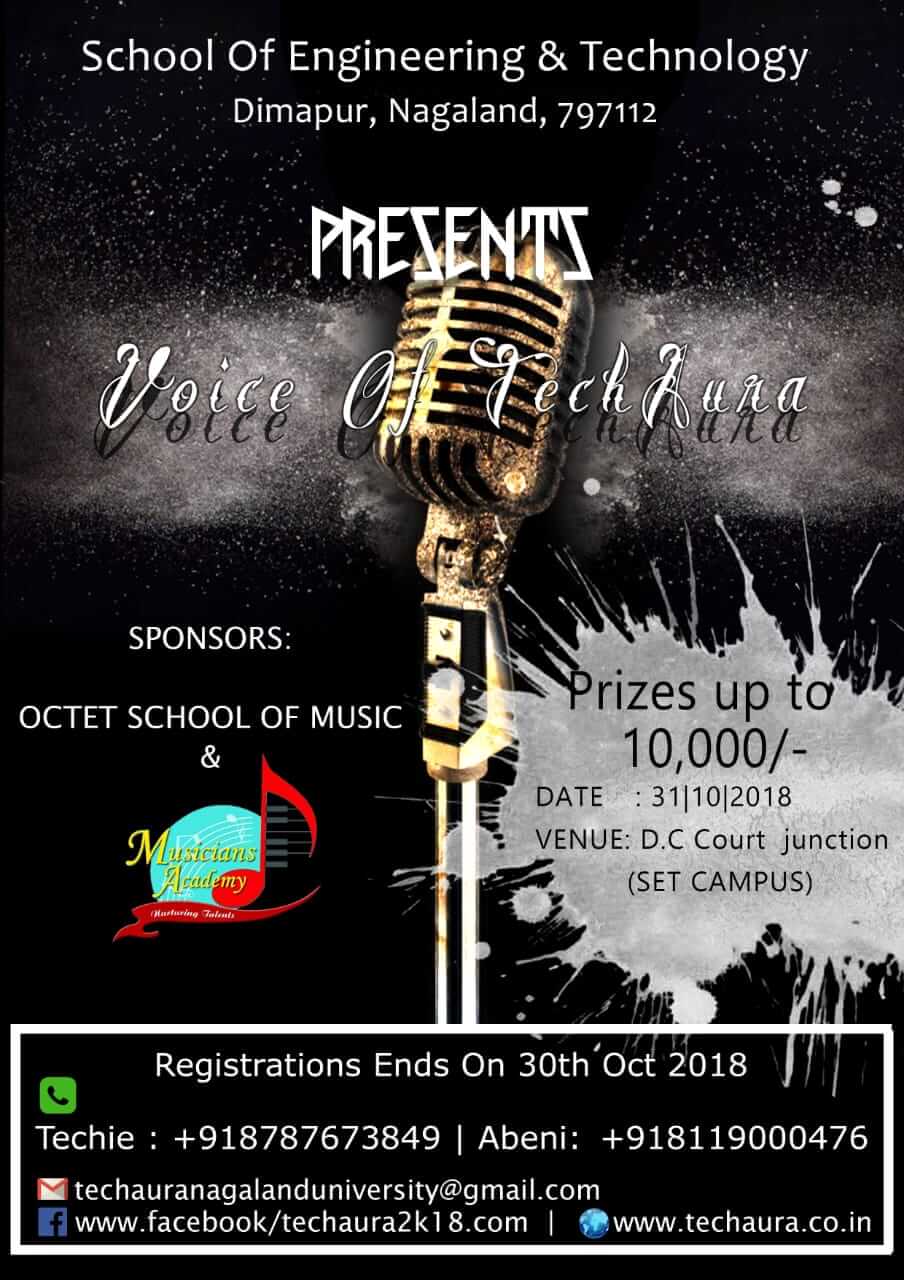 School Of Engineering & Technology
Dimapur, Nagaland, 797112
PRESENTS
Voice Of TechAura
SPONSORS:
OCTET SCHOOL OF MUSIC
&
Musicians
Academy
Nurturing Talents
Prizes up to
10,000/-
DATE : 31|10|2018
VENUE: D.C Court junction
(SET CAMPUS)
Registrations Ends On 30th Oct 2018
Techie : +918787673849 | Abeni: +918119000476
techauranagalanduniversity@gmail.com
www.facebook/techaura2k18.com | www.techaura.co.in